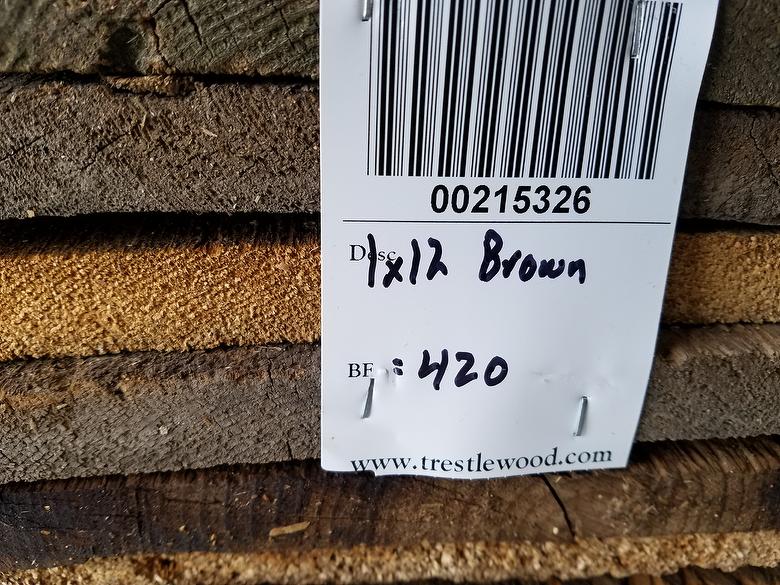 00215326
Desc 1x12 Brown
BF : 420
www.trestlewood.com